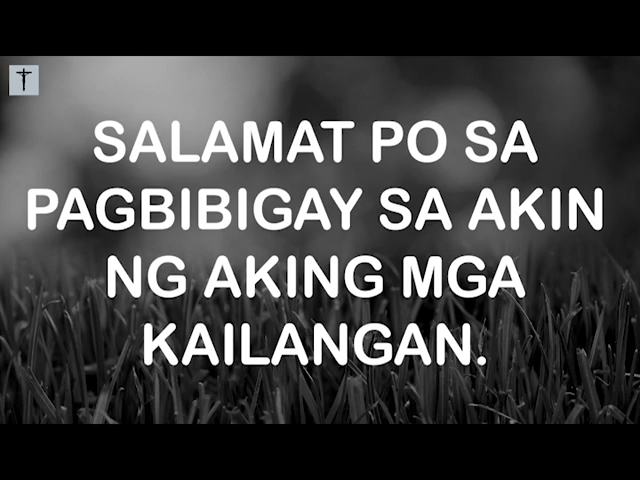 SALAMAT PO SA
PAGBIBIGAY SA AKIN
NG AKING MGA
KAILANGAN.